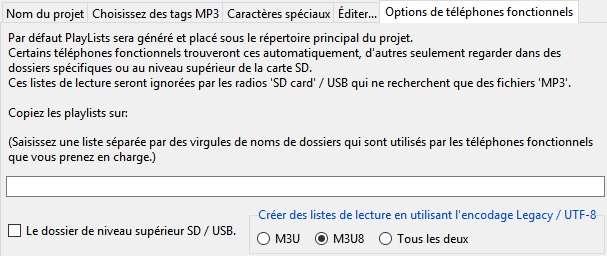 Nom du projet
Choisissez des tags MP3
Caractères spéciaux
Éditer...
Options de téléphones fonctionnels
Par défaut PlayLists sera généré et placé sous le répertoire principal du projet.
Certains téléphones fonctionnels trouveront ces automatiquement, d'autres seulement regarder dans des
dossiers spécifiques ou au niveau supérieur de la carte SD.
Ces listes de lecture seront ignorées par les radios 'SD card' / USB qui ne recherchent que des fichiers 'MP3'.
Copiez les playlists sur:
(Saisissez une liste séparée par des virgules de noms de dossiers qui sont utilisés par les téléphones fonctionnels
que vous prenez en charge.)
Le dossier de niveau supérieur SD / USB.
Créer des listes de lecture en utilisant l'encodage Legacy / UTF-8
M3U
M3U8
Tous les deux